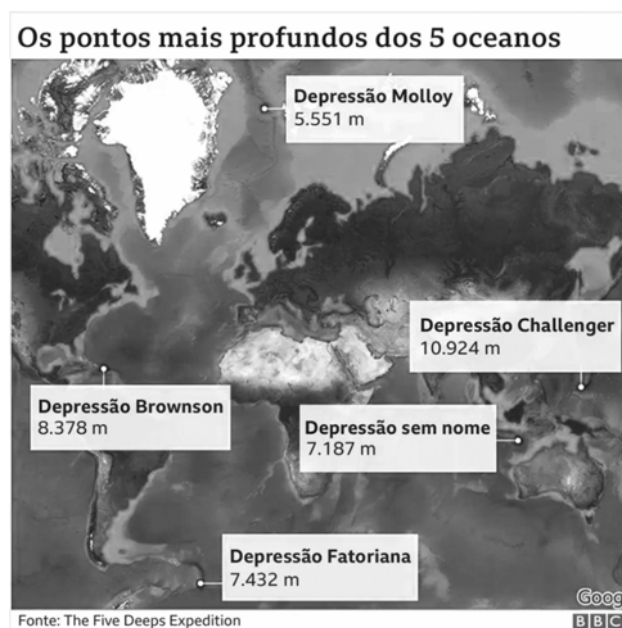 Os pontos mais profundos dos 5 oceanos
Depressão Molloy
5.551 m
Depressão Challenger
10.924 m
Depressão Brownson
8.378 m
Depressão sem nome
7.187 m
Depressão Fatoriana
7.432 m
Goog
Fonte: The Five Deeps Expedition
BBC